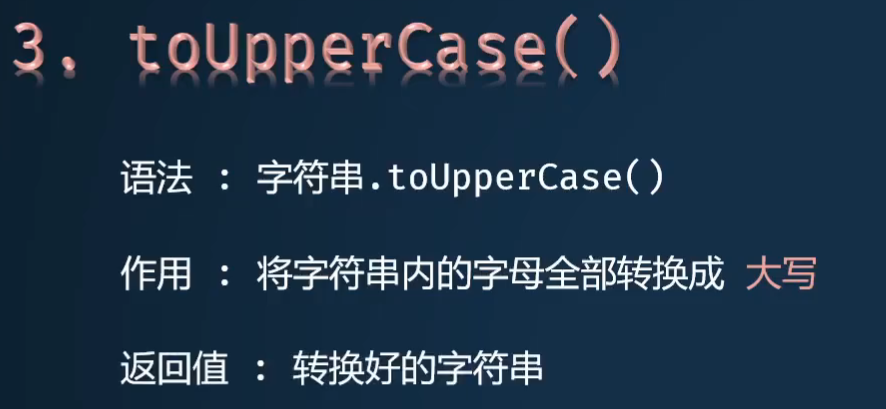 3. toUpperCase()
语法 : 字符串.toUpperCase()
作用 : 将字符串内的字母全部转换成 大写
返回值 : 转换好的字符串